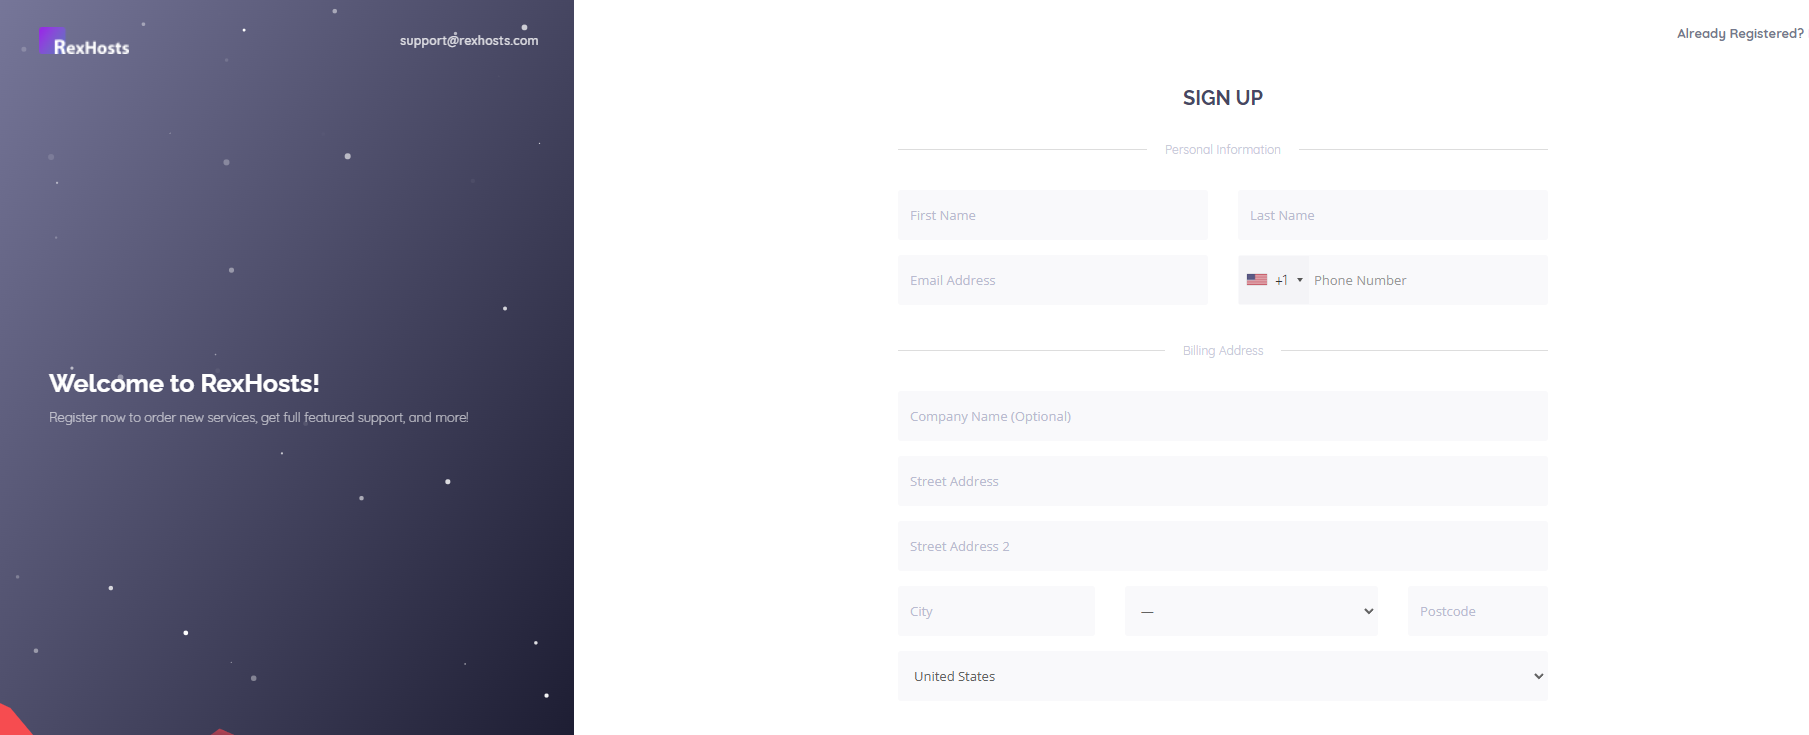 RexHosts
support@rexhosts.com
Welcome to RexHosts!
Register now to order new services, get full featured support, and more!
Already Registered?
SIGN UP
Personal Information
First Name
Last Name
Email Address
+1
Phone Number
Billing Address
Company Name (Optional)
Street Address
Street Address 2
City
—
Postcode
United States